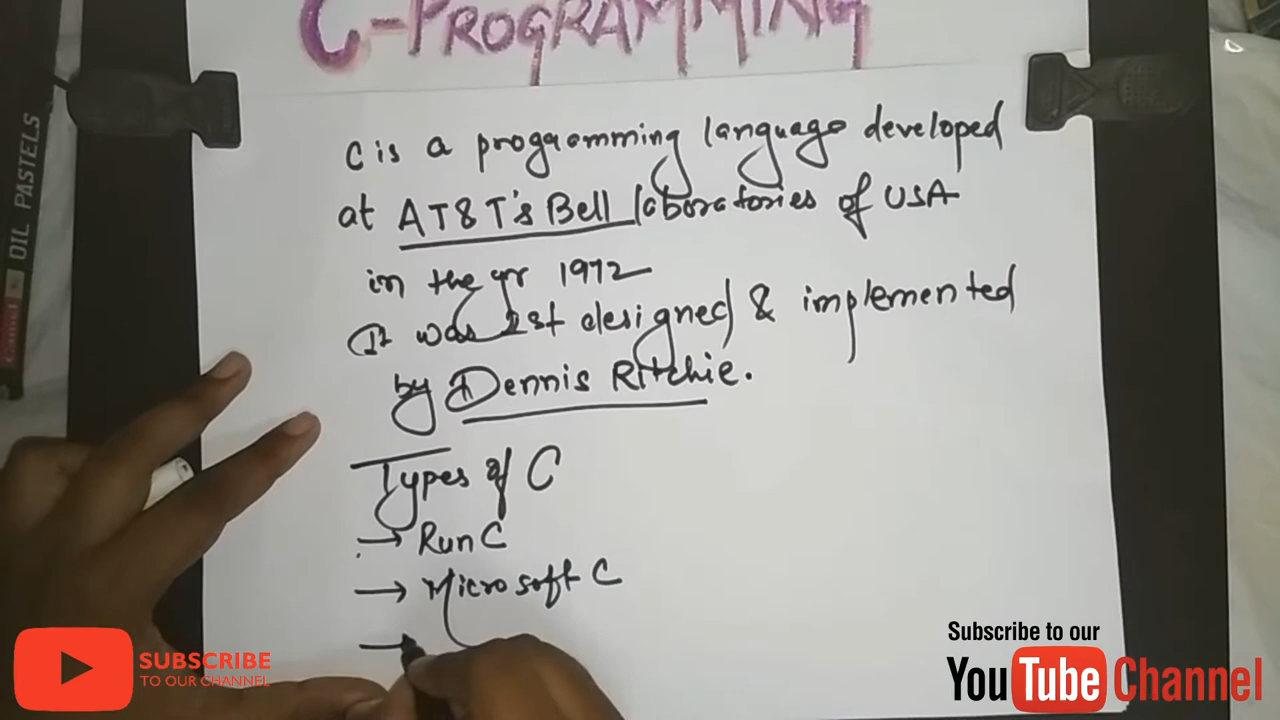 C-PROGRAMMING
C is a programming language developed
at AT&T's Bell laboratories of USA
in the yr 1972
It was 1st designed & implemented
by Dennis Ritchie.
Types of C
→ Run C
→ Microsoft C
→
OIL PASTELS
SUBSCRIBE
TO OUR CHANNEL
Subscribe to our
YouTube Channel